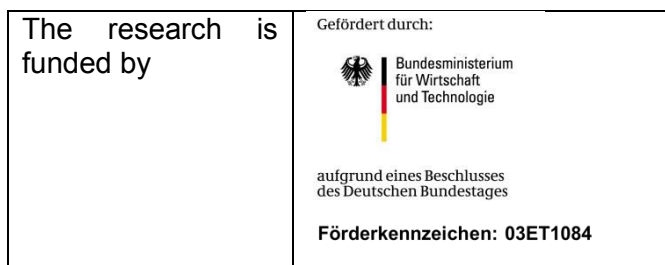 The research is
funded by
Gefördert durch:
Bundesministerium
für Wirtschaft
und Technologie
aufgrund eines Beschlusses
des Deutschen Bundestages
Förderkennzeichen: 03ET1084